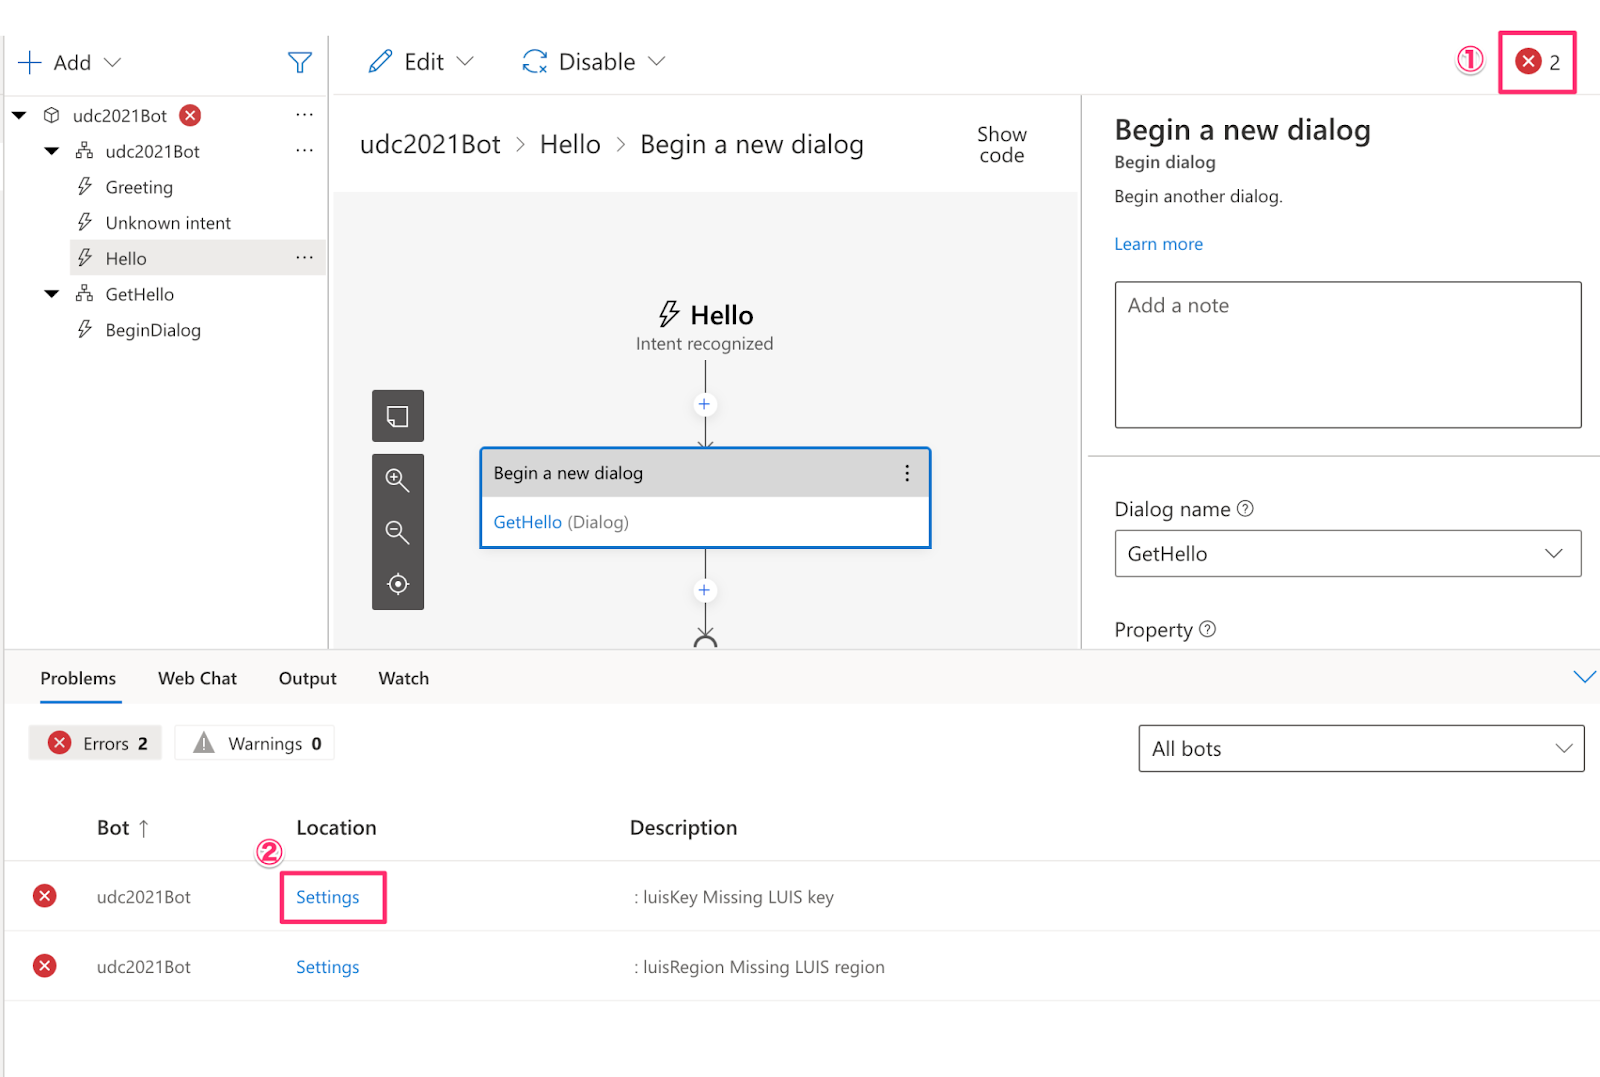 Add
Edit
Disable
① 2
udc2021Bot
udc2021Bot
Greeting
Unknown intent
Hello
GetHello
BeginDialog
udc2021Bot > Hello > Begin a new dialog
Show
code
Hello
Intent recognized
Begin a new dialog
GetHello (Dialog)
Begin a new dialog
Begin dialog
Begin another dialog.
Learn more
Add a note
Dialog name
GetHello
Property
Problems Web Chat Output Watch
Errors 2 Warnings 0
All bots
Bot ↑ Location Description
②
udc2021Bot Settings : luisKey Missing LUIS key
udc2021Bot Settings : luisRegion Missing LUIS region